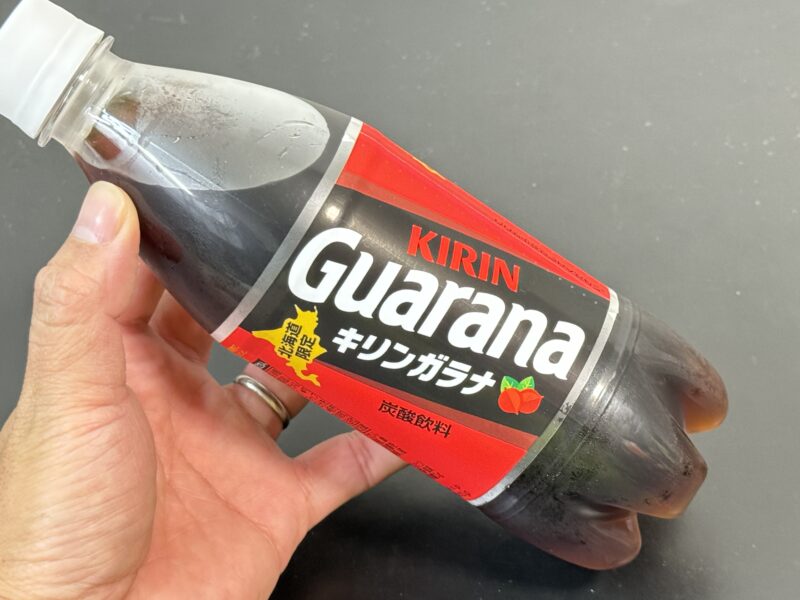 KIRIN
Guarana
北海道
限定
キリンガラナ
炭酸飲料